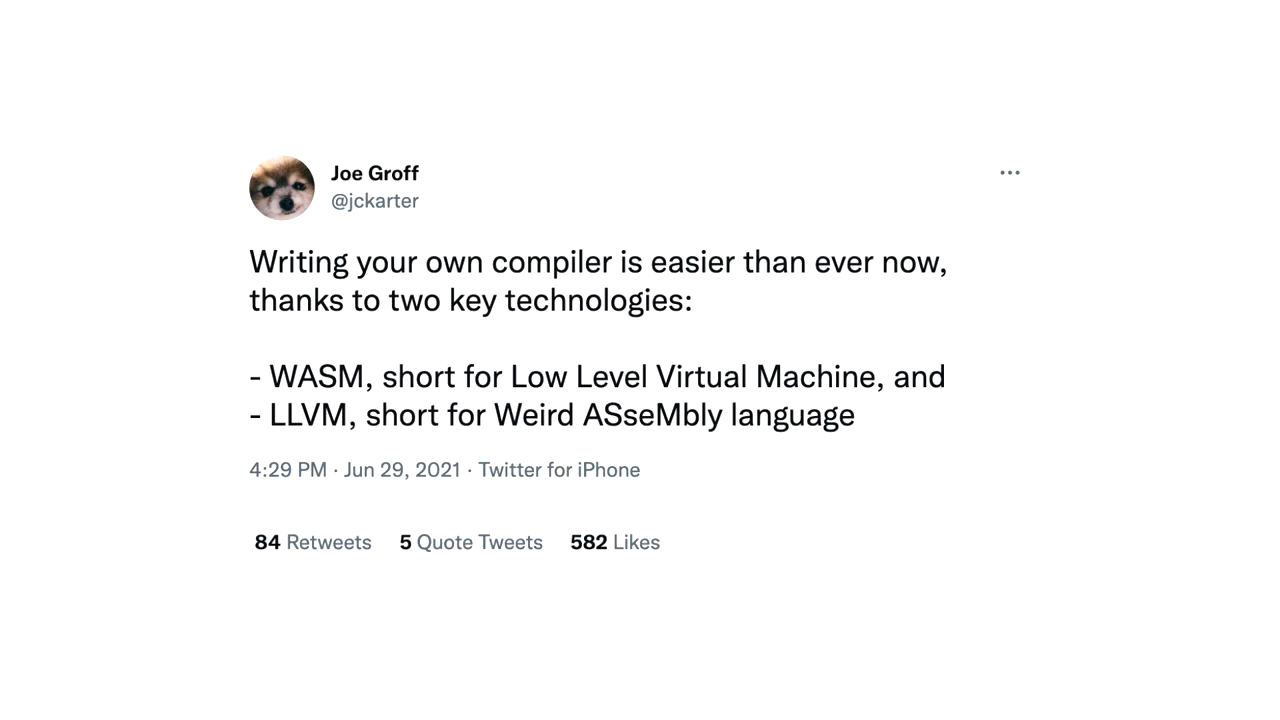 Joe Groff
@jckarter
Writing your own compiler is easier than ever now,
thanks to two key technologies:
- WASM, short for Low Level Virtual Machine, and
- LLVM, short for Weird ASseMbly language
4:29 PM · Jun 29, 2021 · Twitter for iPhone
84 Retweets 5 Quote Tweets 582 Likes